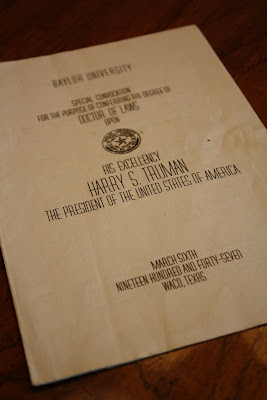 BAYLOR UNIVERSITY
SPECIAL CONVOCATION
FOR THE PURPOSE OF CONFERRING THE DEGREE OF
DOCTOR OF LAWS
UPON
HIS EXCELLENCY
HARRY S. TRUMAN
THE PRESIDENT OF THE UNITED STATES OF AMERICA
MARCH SIXTH
NINETEEN HUNDRED AND FORTY-SEVEN
WACO, TEXAS